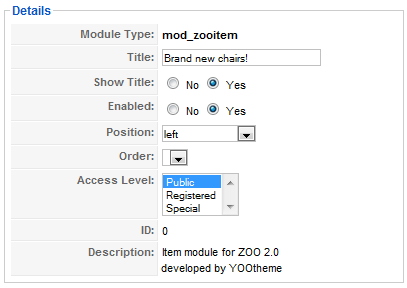 Details
Module Type: mod_zooitem
Title: Brand new chairs!
Show Title: No Yes
Enabled: No Yes
Position: left
Order:
Access Level: Public
Registered
Special
ID: 0
Description: Item module for ZOO 2.0
developed by YOOtheme